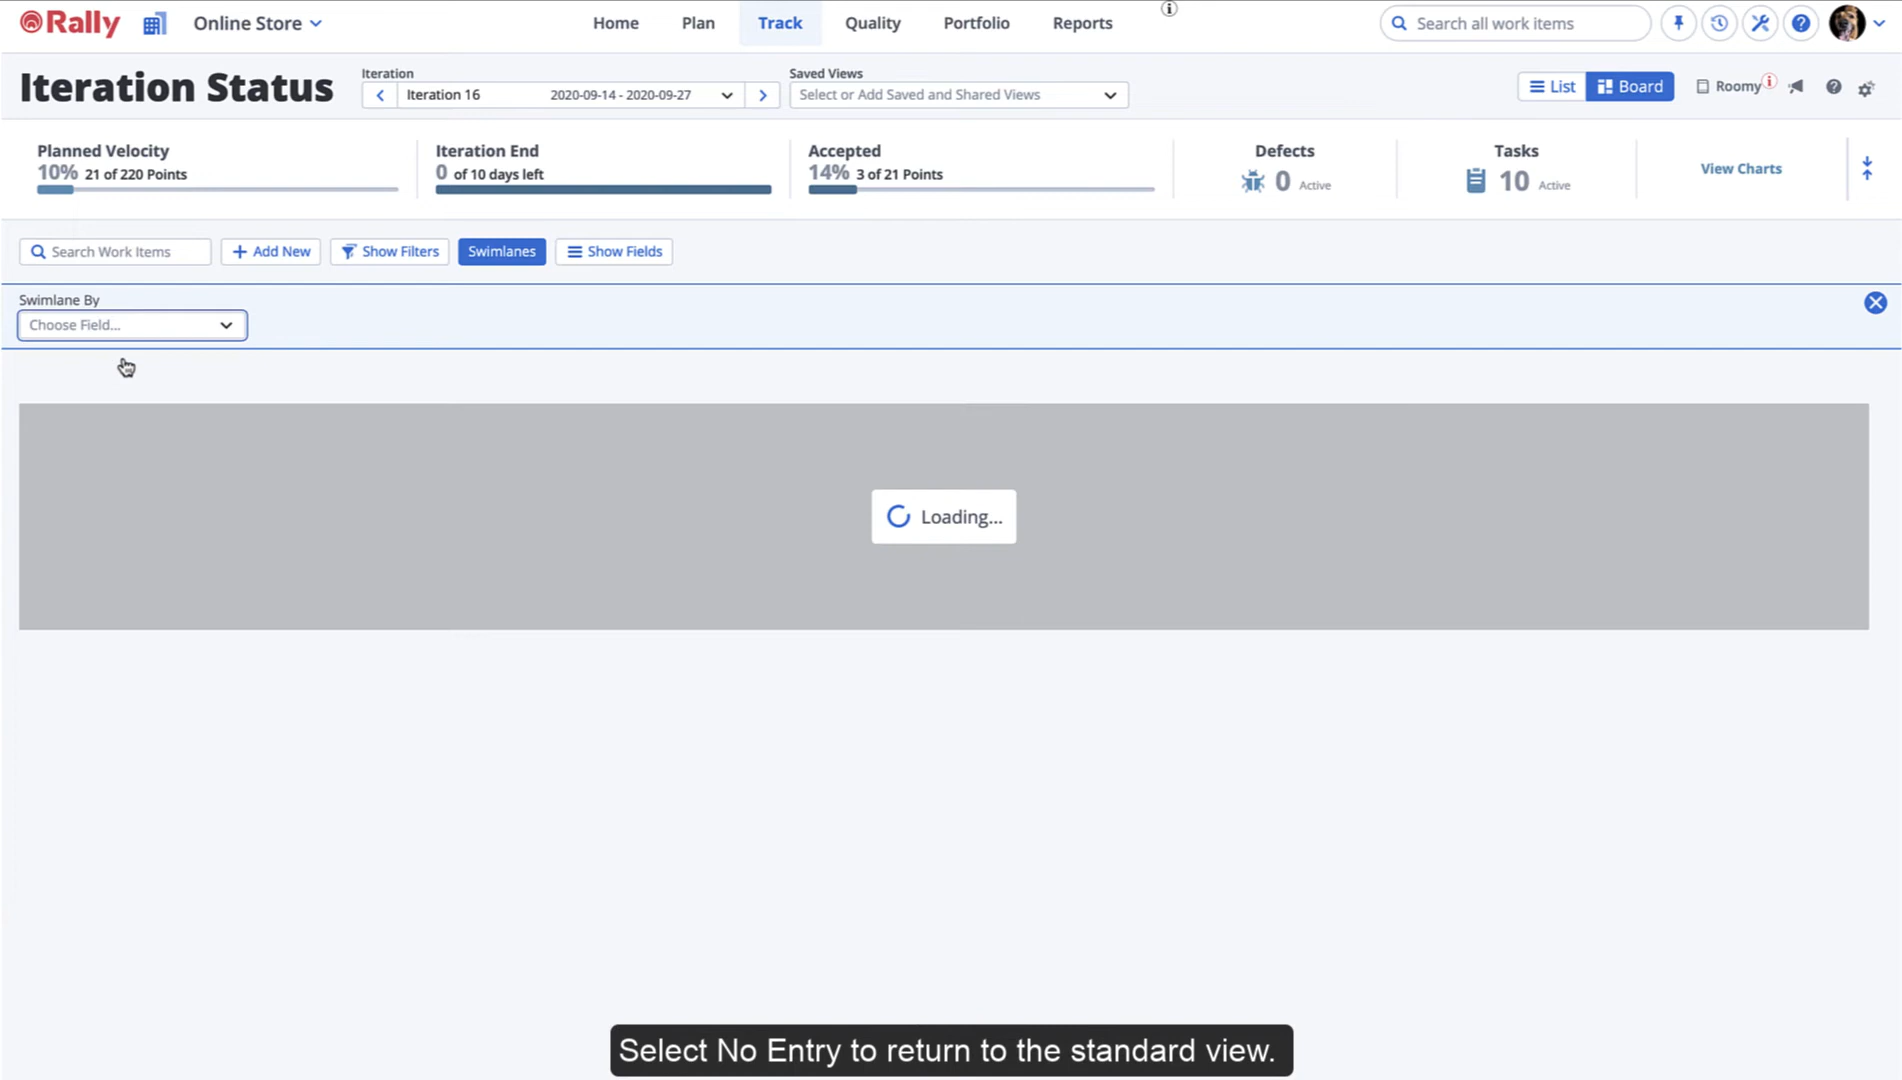 Rally
Online Store
Home Plan Track Quality Portfolio Reports
Search all work items
Iteration Status
Iteration
Iteration 16 2020-09-14 - 2020-09-27
Saved Views
Select or Add Saved and Shared Views
List Board Roomy
Planned Velocity
10% 21 of 220 Points
Iteration End
0 of 10 days left
Accepted
14% 3 of 21 Points
Defects
0 Active
Tasks
10 Active
View Charts
Search Work Items Add New Show Filters Swimlanes Show Fields
Swimlane By
Choose Field...
Loading...
Select No Entry to return to the standard view.